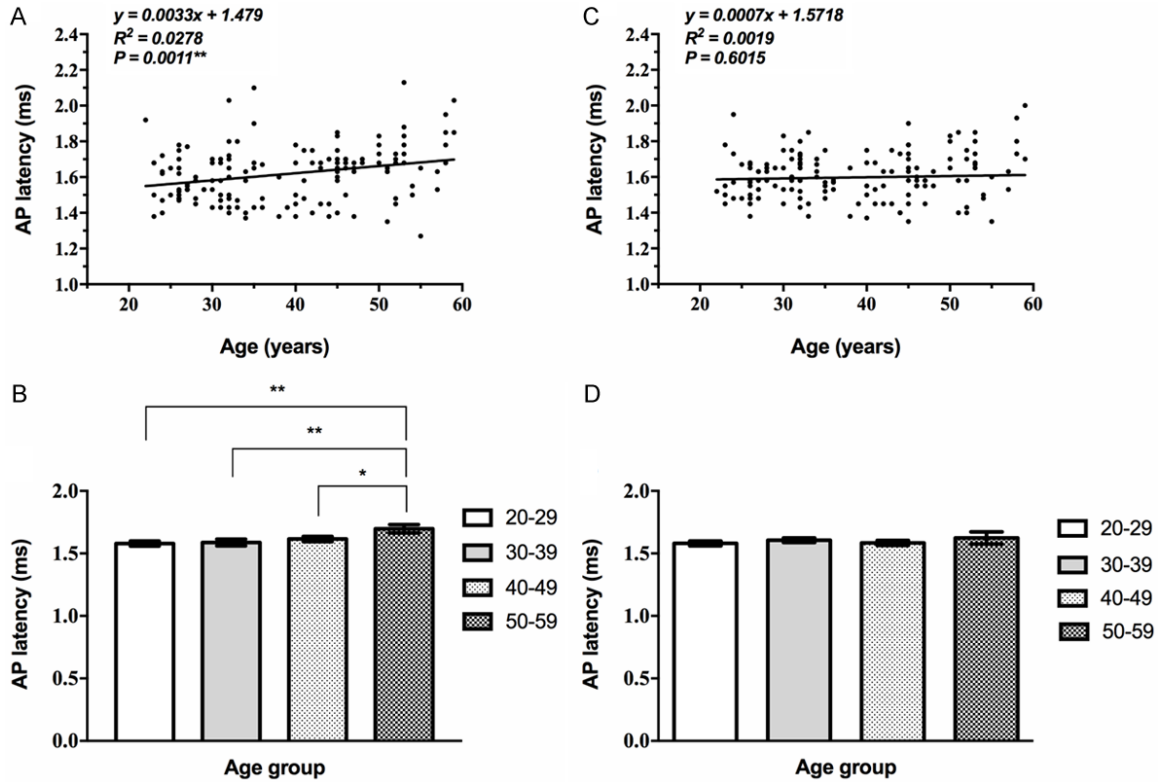 A
y = 0.0033x + 1.479
R² = 0.0278
P = 0.0011**
2.4
2.2
2.0
1.8
1.6
1.4
1.2
1.0
AP latency (ms)
20 30 40 50 60
Age (years)
C
y = 0.0007x + 1.5718
R² = 0.0019
P = 0.6015
2.4
2.2
2.0
1.8
1.6
1.4
1.2
1.0
AP latency (ms)
20 30 40 50 60
Age (years)
B
**
**
*
2.0
1.5
1.0
0.5
0.0
AP latency (ms)
Age group
20-29
30-39
40-49
50-59
D
2.0
1.5
1.0
0.5
0.0
AP latency (ms)
Age group
20-29
30-39
40-49
50-59